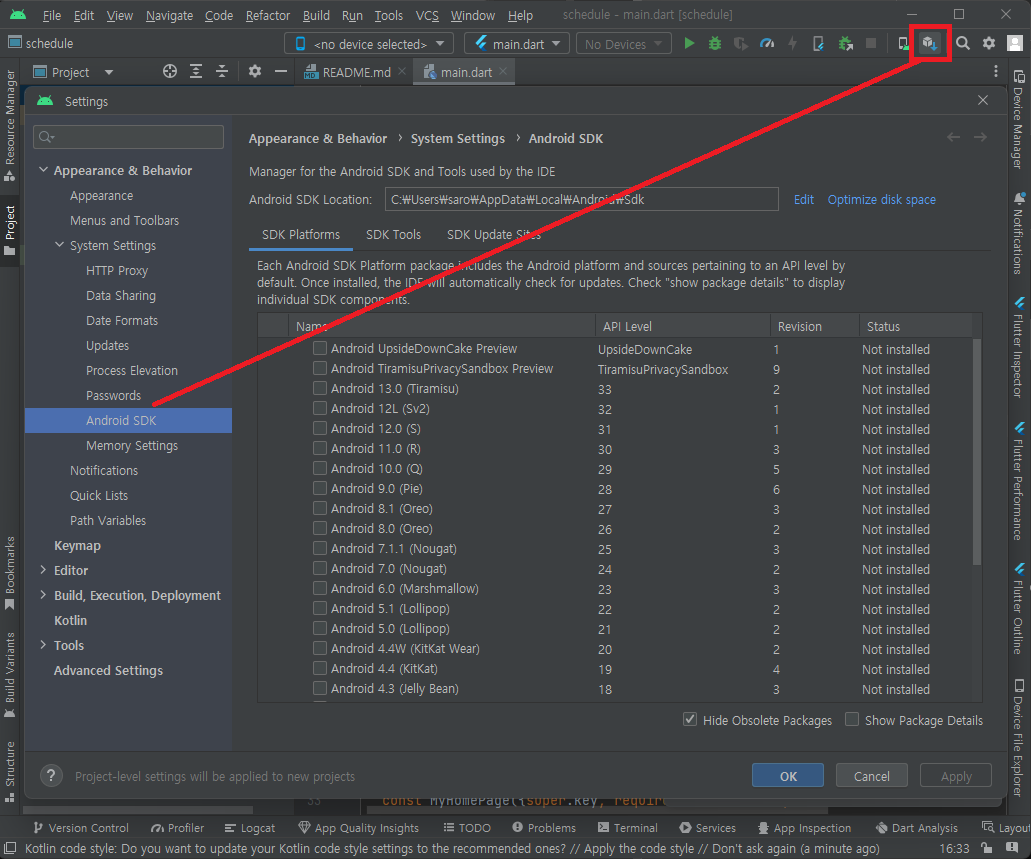 File Edit View Navigate Code Refactor Build Run Tools VCS Window Help schedule - main.dart [schedule]
schedule <no device selected> main.dart No Devices
Project README.md main.dart
Resource Manager
Project
Bookmarks
Build Variants
Structure
Settings
Appearance & Behavior
Appearance
Menus and Toolbars
System Settings
HTTP Proxy
Data Sharing
Date Formats
Updates
Process Elevation
Passwords
Android SDK
Memory Settings
Notifications
Quick Lists
Path Variables
Keymap
Editor
Build, Execution, Deployment
Kotlin
Tools
Advanced Settings
Appearance & Behavior › System Settings › Android SDK
Manager for the Android SDK and Tools used by the IDE
Android SDK Location: C:₩Users₩saro₩AppData₩Local₩Android₩Sdk Edit Optimize disk space
SDK Platforms SDK Tools SDK Update Sites
Each Android SDK Platform package includes the Android platform and sources pertaining to an API level by
default. Once installed, the IDE will automatically check for updates. Check "show package details" to display
individual SDK components.
Name API Level Revision Status
Android UpsideDownCake Preview UpsideDownCake 1 Not installed
Android TiramisuPrivacySandbox Preview TiramisuPrivacySandbox 9 Not installed
Android 13.0 (Tiramisu) 33 2 Not installed
Android 12L (Sv2) 32 1 Not installed
Android 12.0 (S) 31 1 Not installed
Android 11.0 (R) 30 3 Not installed
Android 10.0 (Q) 29 5 Not installed
Android 9.0 (Pie) 28 6 Not installed
Android 8.1 (Oreo) 27 3 Not installed
Android 8.0 (Oreo) 26 2 Not installed
Android 7.1.1 (Nougat) 25 3 Not installed
Android 7.0 (Nougat) 24 2 Not installed
Android 6.0 (Marshmallow) 23 3 Not installed
Android 5.1 (Lollipop) 22 2 Not installed
Android 5.0 (Lollipop) 21 2 Not installed
Android 4.4W (KitKat Wear) 20 2 Not installed
Android 4.4 (KitKat) 19 4 Not installed
Android 4.3 (Jelly Bean) 18 3 Not installed
Hide Obsolete Packages Show Package Details
? Project-level settings will be applied to new projects OK Cancel Apply
33 const MyHomePage({super.key, requir
Device Manager
Notifications
Flutter Inspector
Flutter Performance
Flutter Outline
Device File Explorer
Version Control Profiler Logcat App Quality Insights TODO Problems Terminal Services App Inspection Dart Analysis Layou
Kotlin code style: Do you want to update your Kotlin code style settings to the recommended ones? // Apply the code style // Don't ask again (a minute ago) 16:33